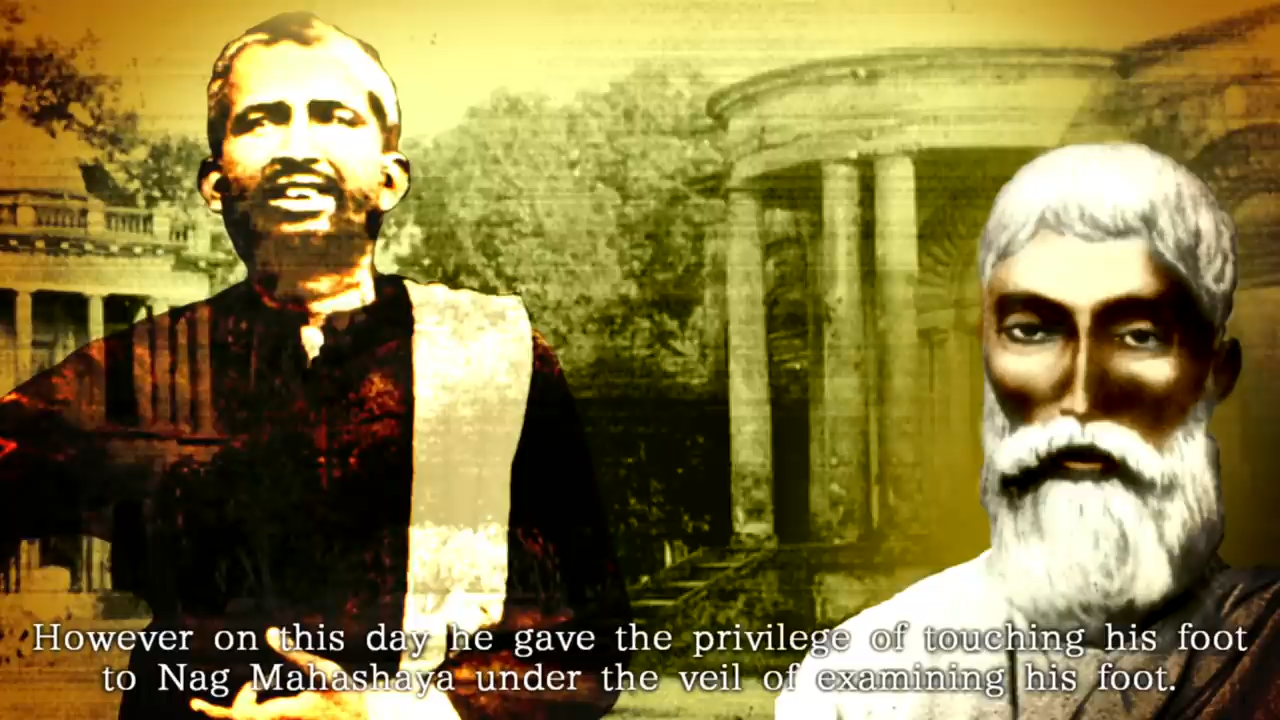 However on this day he gave the privilege of touching his foot
to Nag Mahashaya under the veil of examining his foot.